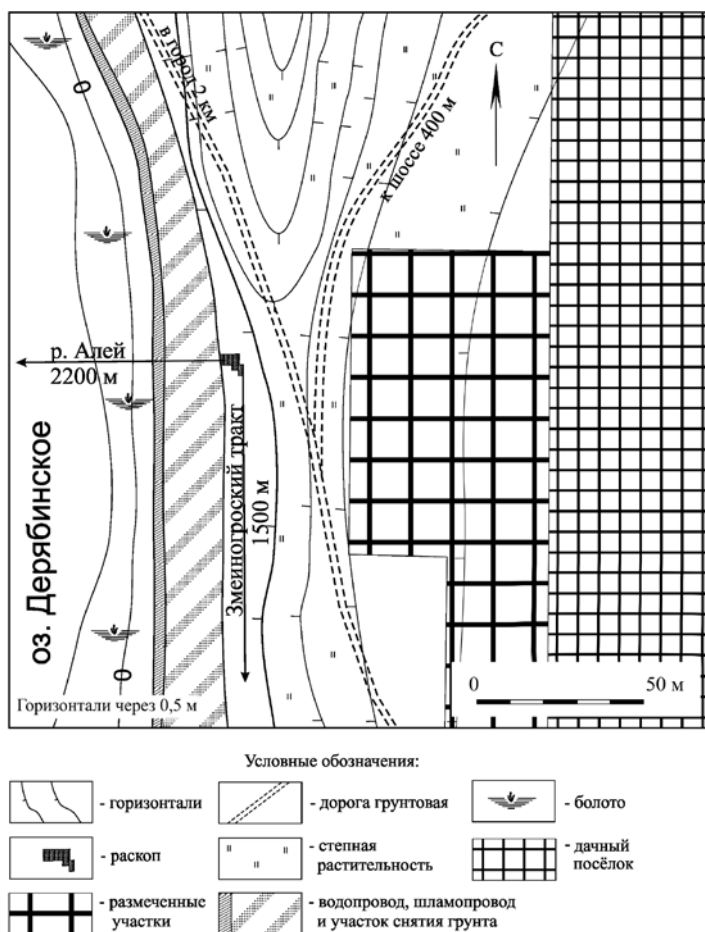 в город 2 км
С
к шоссе 400 м
р. Алей
2200 м
оз. Дерябинское
Змеиногроский тракт
1500 м
0
0
0 50 м
Горизонтали через 0,5 м
Условные обозначения:
- горизонтали
- дорога грунтовая
- болото
- раскоп
- степная
растительность
- дачный
посёлок
- размеченные
участки
- водопровод, шламопровод
и участок снятия грунта